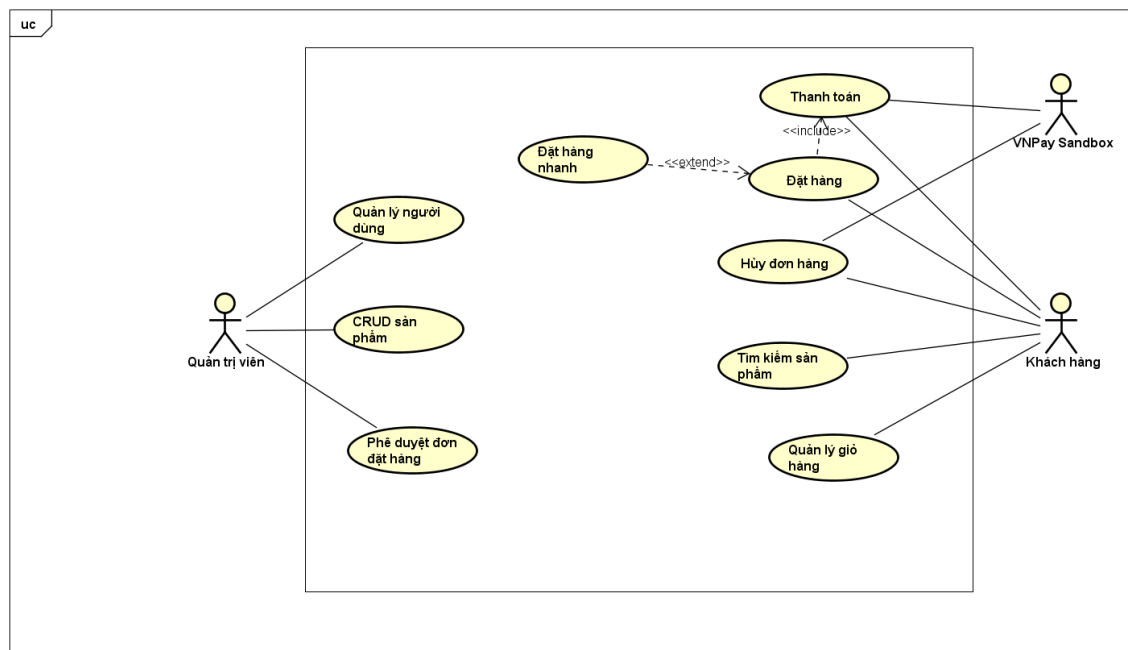 uc
Thanh toán
<<include>>
VNPay Sandbox
Đặt hàng
nhanh
<<extend>>
Đặt hàng
Quản lý người
dùng
Hủy đơn hàng
CRUD sản
phẩm
Quản trị viên
Tìm kiếm sản
phẩm
Khách hàng
Phê duyệt đơn
đặt hàng
Quản lý giỏ
hàng